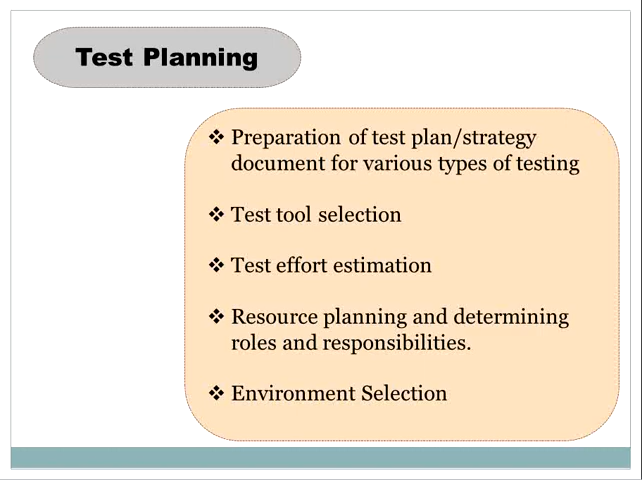 Test Planning
❖ Preparation of test plan/strategy
document for various types of testing
❖ Test tool selection
❖ Test effort estimation
❖ Resource planning and determining
roles and responsibilities.
❖ Environment Selection